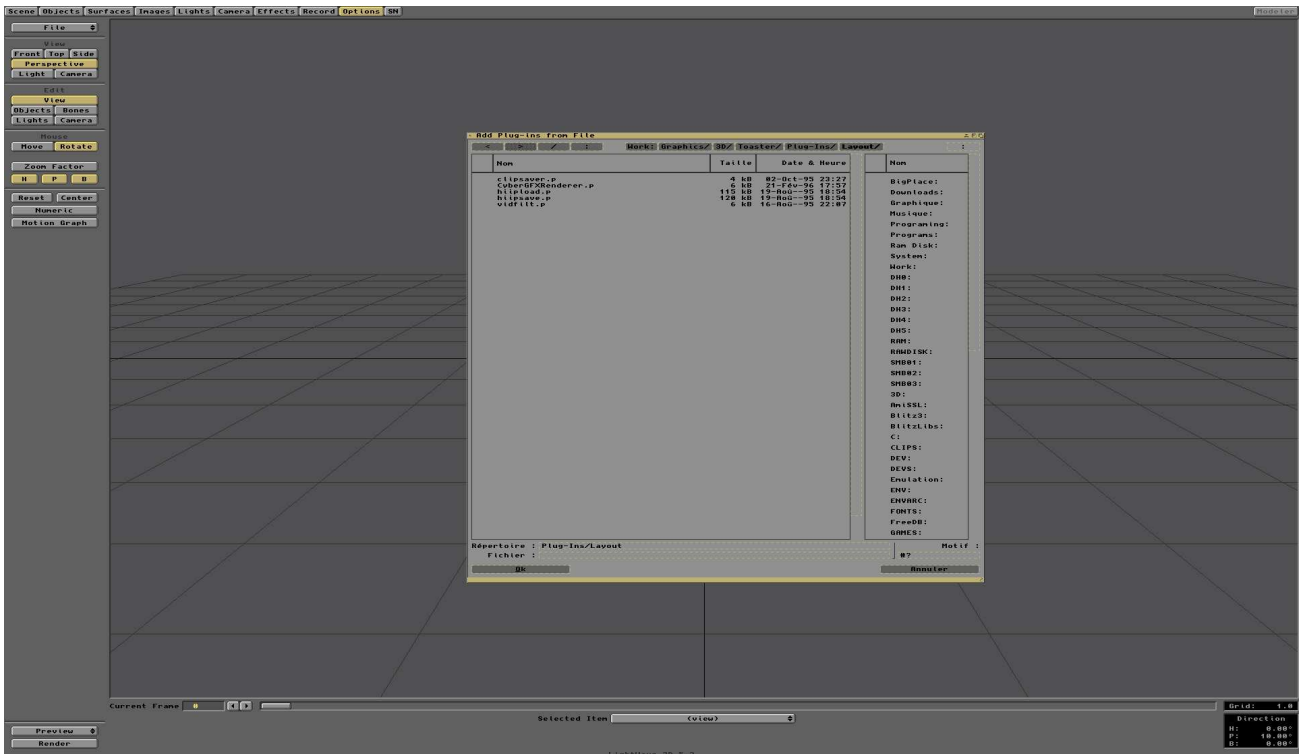 Scene Objects Surfaces Images Lights Camera Effects Record Options SN Modeler
File
View
Front Top Side
Perspective
Light Camera
Edit
View
Objects Bones
Lights Camera
Mouse
Move Rotate
Zoom Factor
H P B
Reset Center
Numeric
Motion Graph
Add Plug-ins from File
< > / : Work: Graphics/ 3D/ Toaster/ Plug-Ins/ Layout/ :
Nom Taille Date & Heure
clipsaver.p 4 kB 02-Oct-95 23:27
CyberGFXRenderer.p 6 kB 21-Fév-96 17:57
hiipload.p 115 kB 19-Aoû--95 18:54
hiipsave.p 120 kB 19-Aoû--95 18:54
vidfilt.p 6 kB 16-Aoû--95 22:07
Nom
BigPlace:
Downloads:
Graphique:
Musique:
Programing:
Programs:
Ram Disk:
System:
Work:
DH0:
DH1:
DH2:
DH3:
DH4:
DH5:
RAM:
RAWDISK:
SMB01:
SMB02:
SMB03:
3D:
AmiSSL:
Blitz3:
BlitzLibs:
C:
CLIPS:
DEV:
DEVS:
Emulation:
ENV:
ENVARC:
FONTS:
FreeDB:
GAMES:
Répertoire : Plug-Ins/Layout Motif :
Fichier : #?
Ok Annuler
Current Frame 0
Selected Item (view)
Grid: 1.0
Direction
H: 0.00°
P: 10.00°
B: 0.00°
Preview
Render